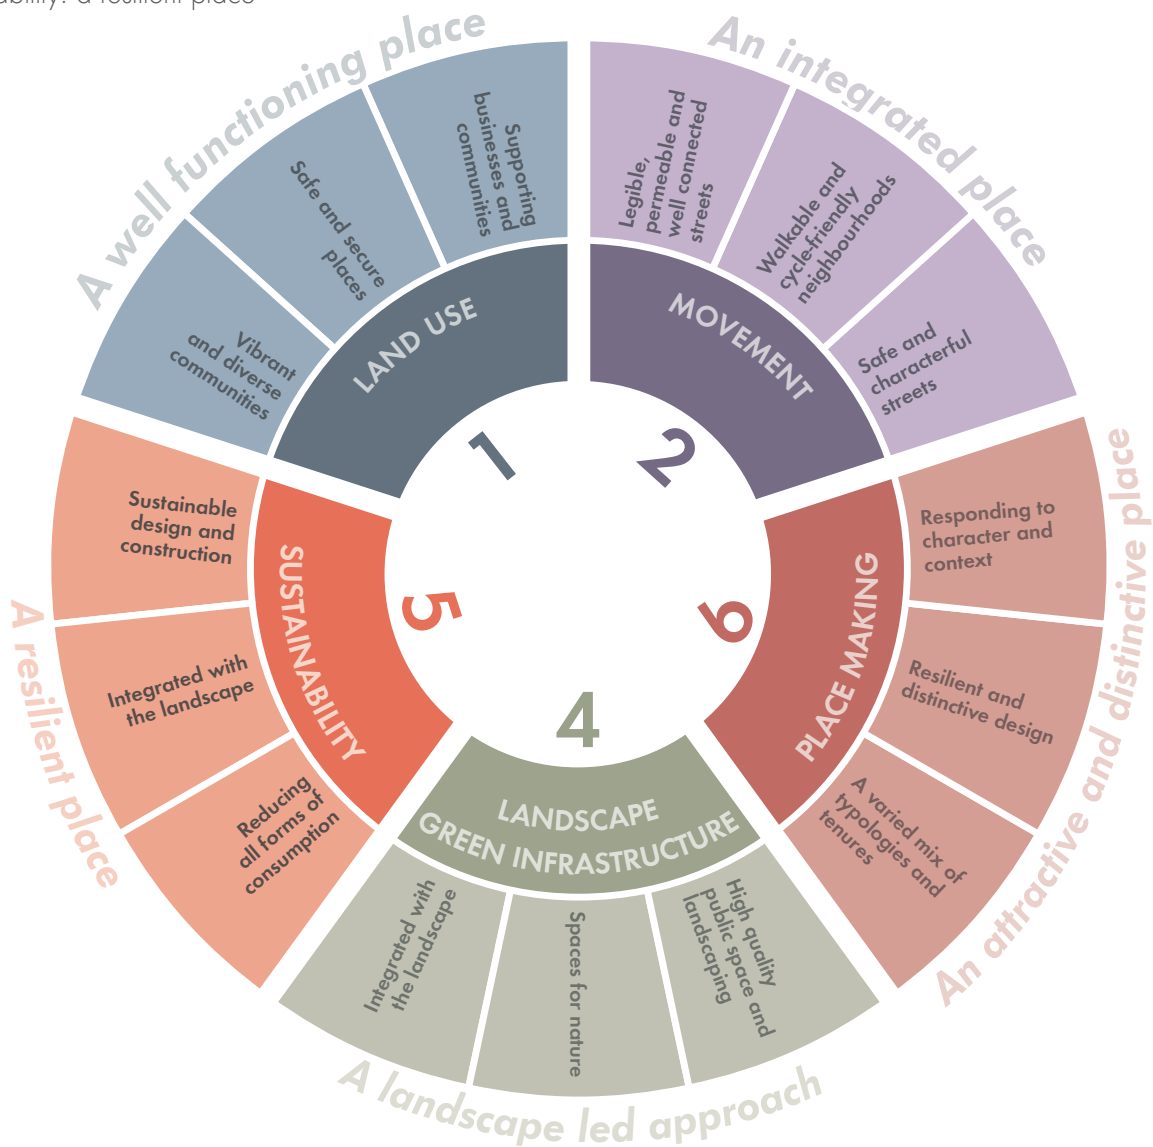 ability: a resilient place
A well functioning place
Supporting
businesses and
communities
Safe and secure
places
Vibrant
and diverse
communities
LAND USE
1
An integrated place
Legible,
permeable and
well connected
streets
Walkable and
cycle-friendly
neighbourhoods
Safe and
characterful
streets
MOVEMENT
2
An attractive and distinctive place
Responding to
character and
context
Resilient and
distinctive design
A varied mix of
typologies and
tenures
PLACE MAKING
6
A landscape led approach
High quality
public space and
landscaping
Spaces for nature
Integrated with
the landscape
LANDSCAPE
GREEN INFRASTRUCTURE
4
A resilient place
Sustainable
design and
construction
Integrated with
the landscape
Reducing
all forms of
consumption
SUSTAINABILITY
5